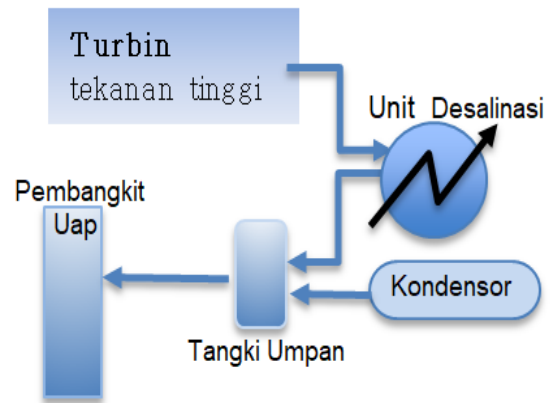 Turbin
tekanan tinggi
Unit Desalinasi
Pembangkit
Uap
Kondensor
Tangki Umpan